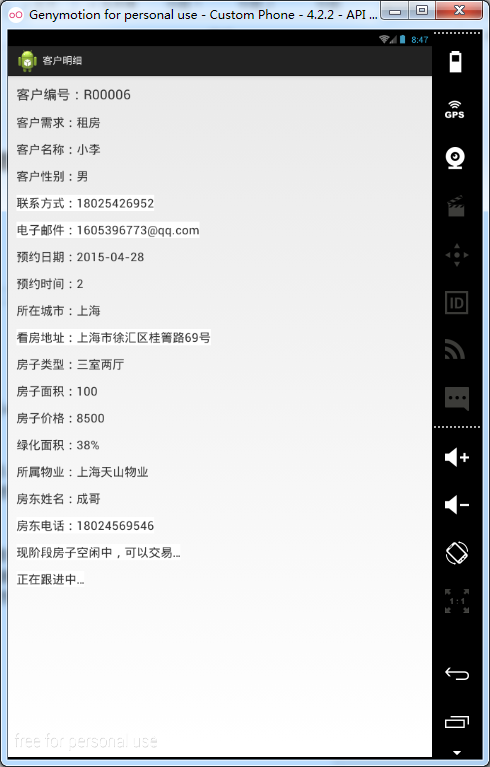 Genymotion for personal use - Custom Phone - 4.2.2 - API ...
8:47
客户明细
客户编号：R00006
客户需求：租房
客户名称：小李
客户性别：男
联系方式：18025426952
电子邮件：1605396773@qq.com
预约日期：2015-04-28
预约时间：2
所在城市：上海
看房地址：上海市徐汇区桂箐路69号
房子类型：三室两厅
房子面积：100
房子价格：8500
绿化面积：38%
所属物业：上海天山物业
房东姓名：成哥
房东电话：18024569546
现阶段房子空闲中，可以交易...
正在跟进中...
free for personal use
GPS
ID
1:1